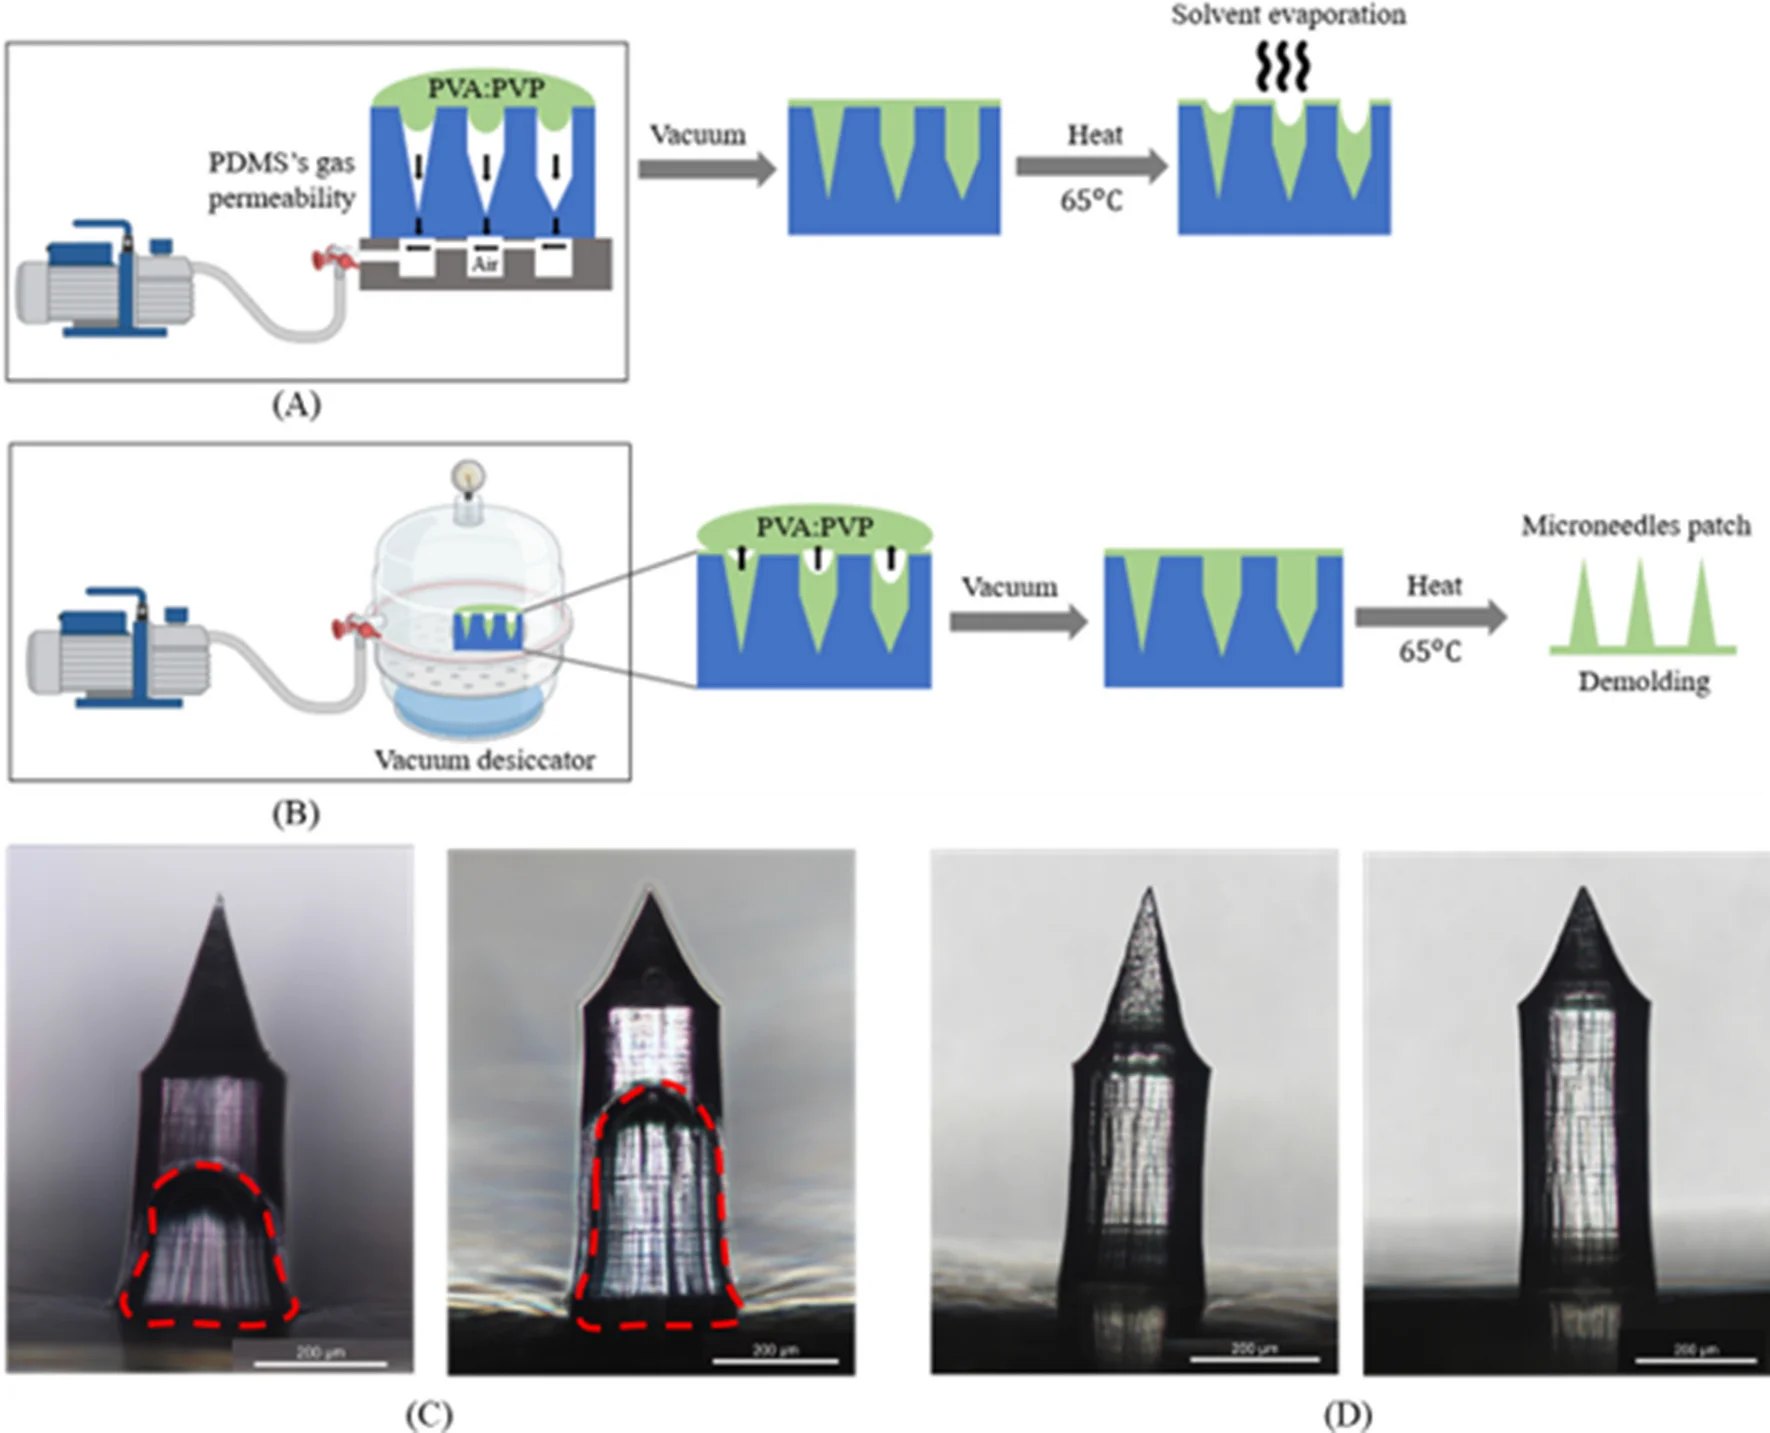 Solvent evaporation
PVA:PVP
PDMS's gas
permeability
Air
Vacuum
Heat
65°C
(A)
PVA:PVP
Vacuum
Heat
65°C
Microneedles patch
Demolding
Vacuum desiccator
(B)
200 µm
200 µm
200 µm
200 µm
(C)
(D)